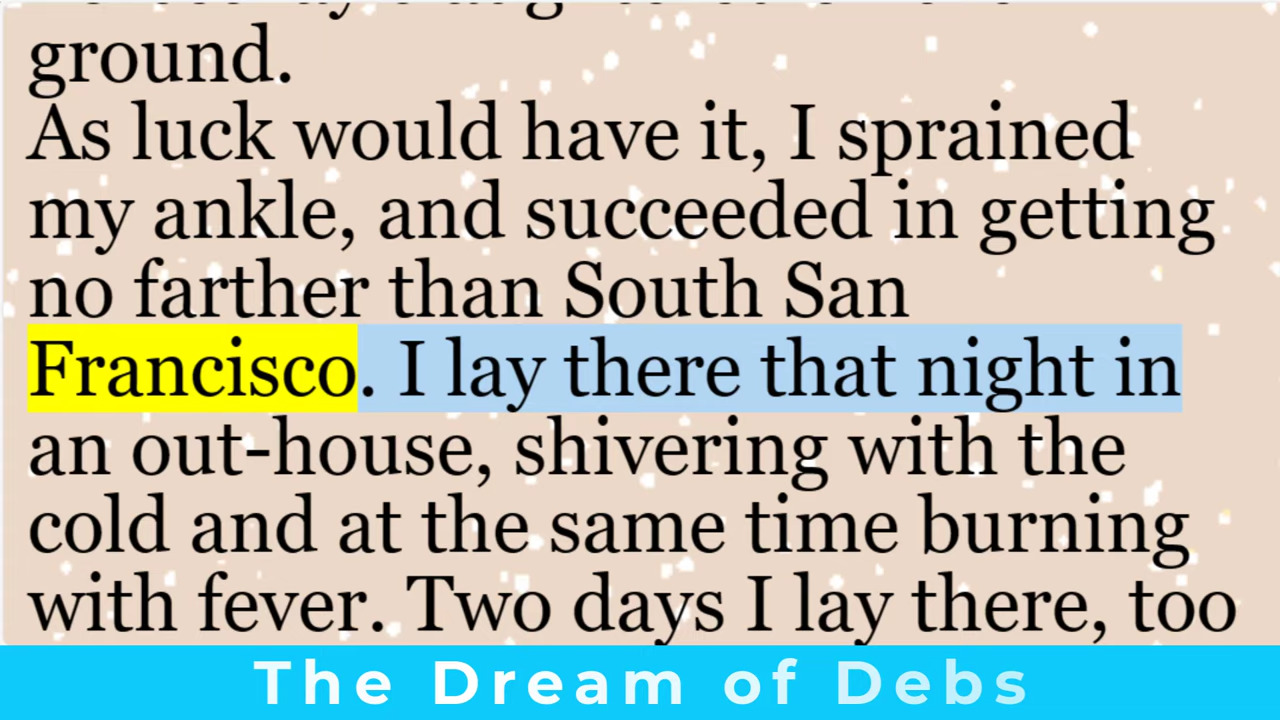 ground.
As luck would have it, I sprained
my ankle, and succeeded in getting
no farther than South San
Francisco. I lay there that night in
an out-house, shivering with the
cold and at the same time burning
with fever. Two days I lay there, too
The Dream of Debs